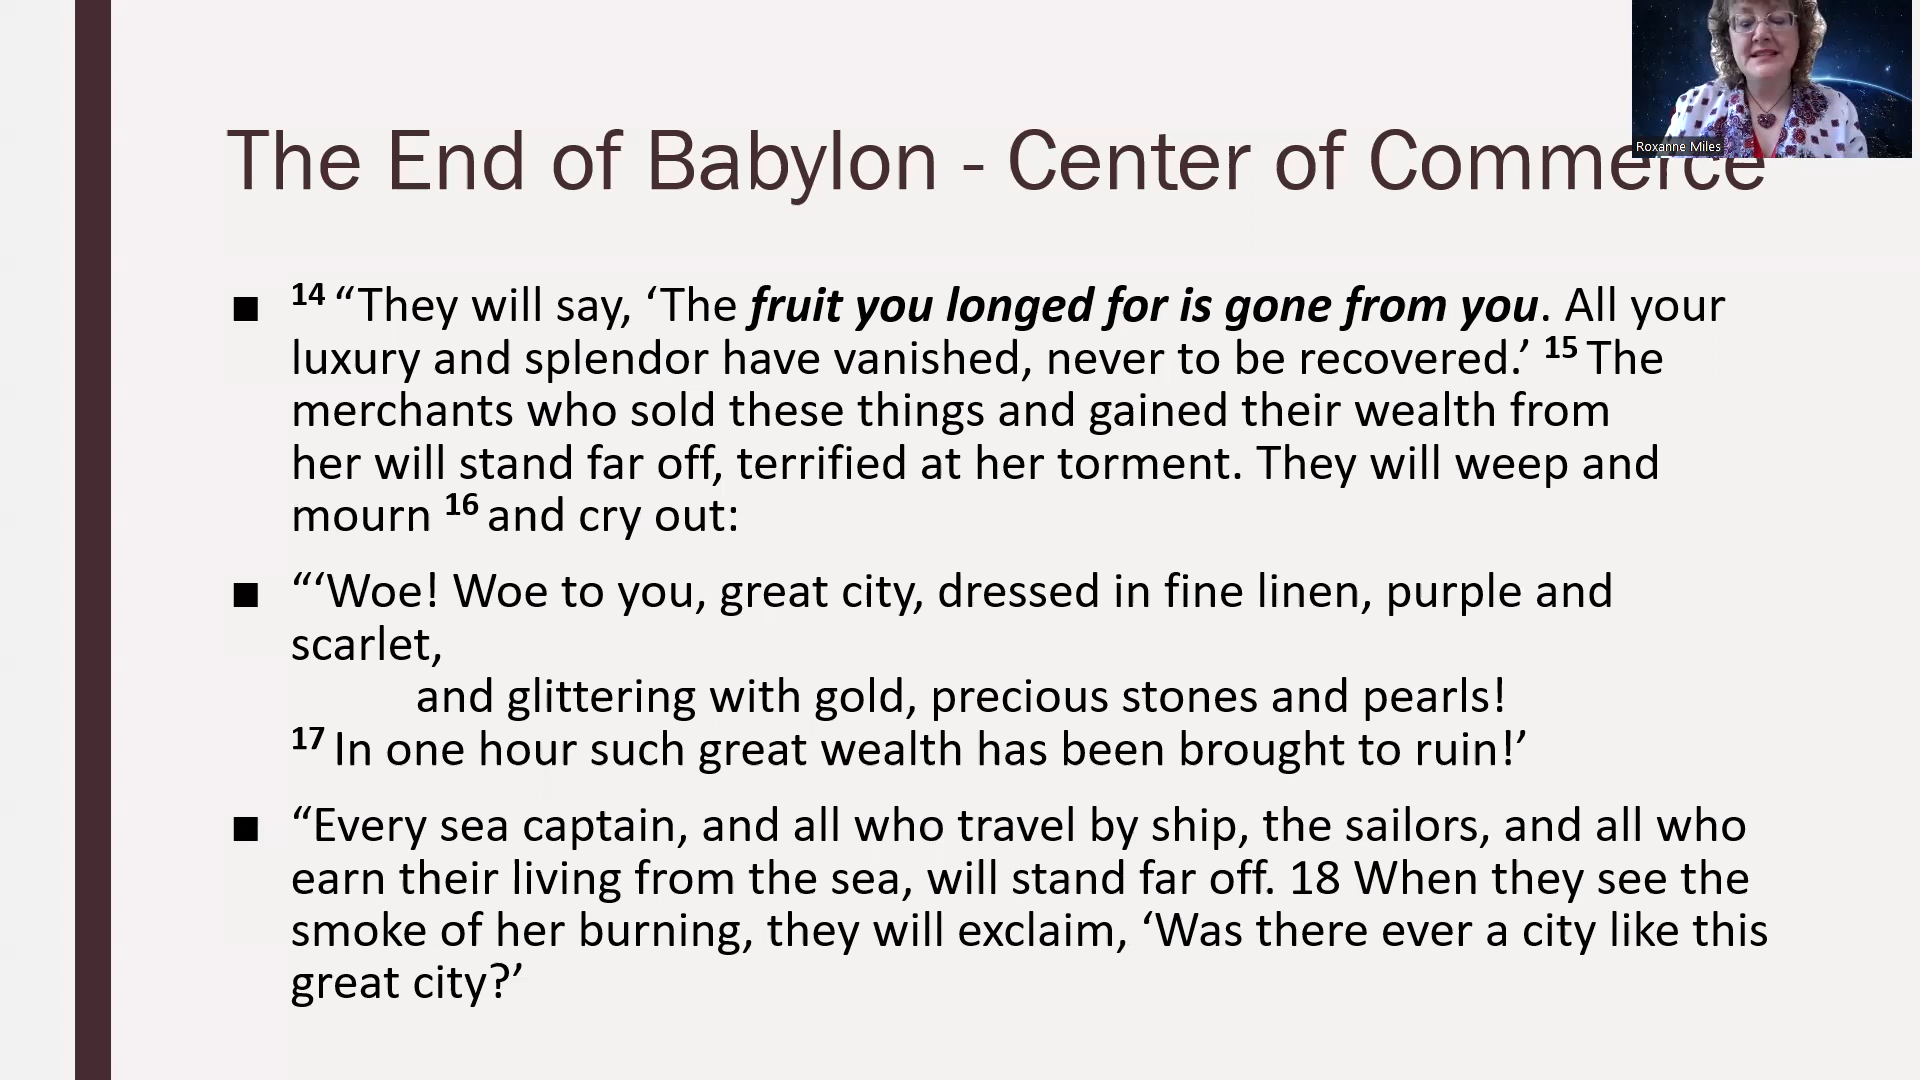 Roxanne Miles
The End of Babylon - Center of Commerce
■ 14 “They will say, ‘The fruit you longed for is gone from you. All your
luxury and splendor have vanished, never to be recovered.’ 15 The
merchants who sold these things and gained their wealth from
her will stand far off, terrified at her torment. They will weep and
mourn 16 and cry out:
■ “‘Woe! Woe to you, great city, dressed in fine linen, purple and
scarlet,
and glittering with gold, precious stones and pearls!
17 In one hour such great wealth has been brought to ruin!’
■ “Every sea captain, and all who travel by ship, the sailors, and all who
earn their living from the sea, will stand far off. 18 When they see the
smoke of her burning, they will exclaim, ‘Was there ever a city like this
great city?’